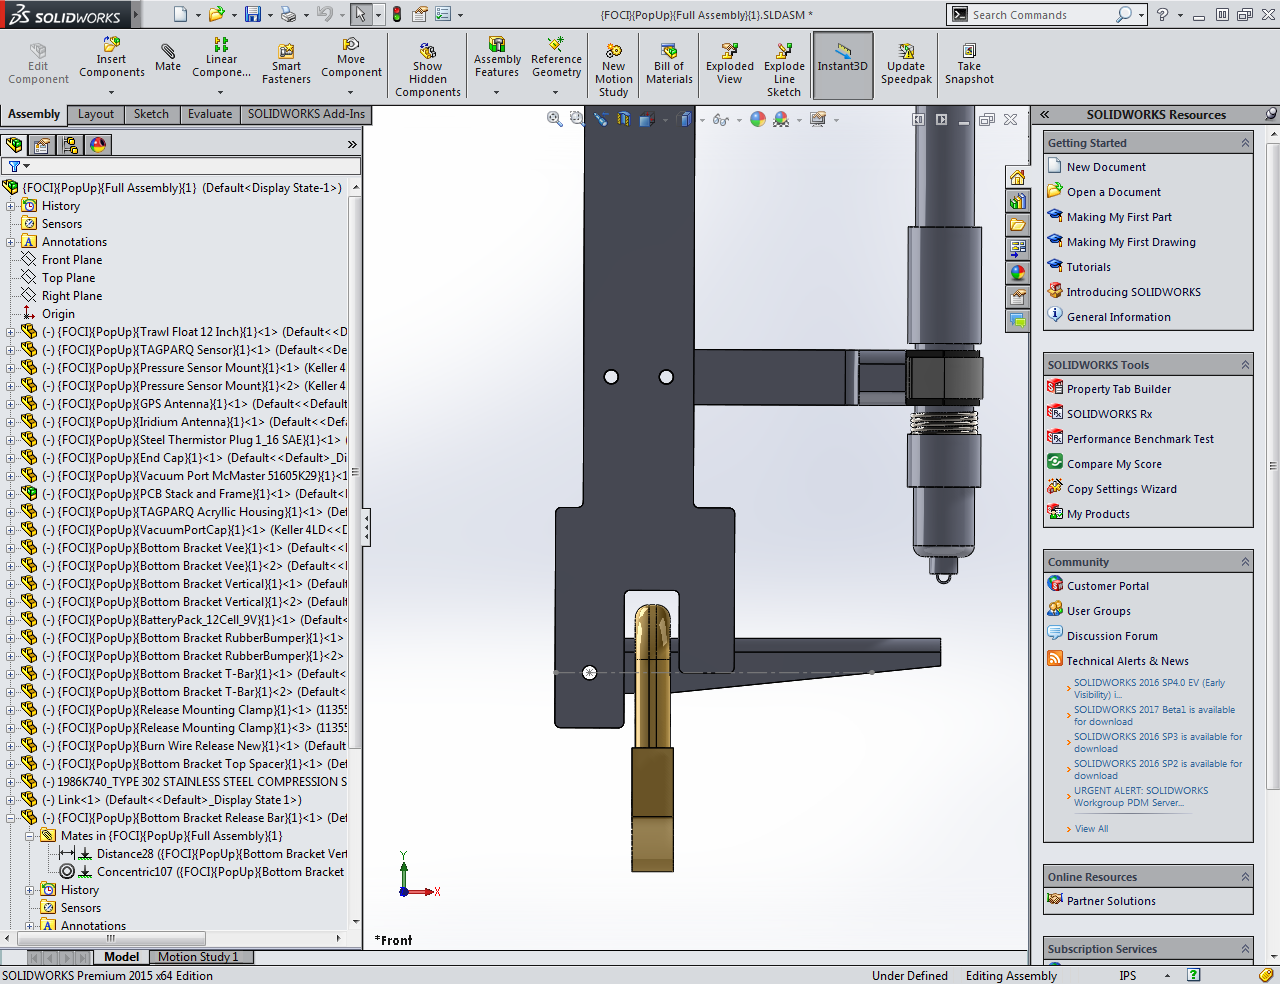 SOLIDWORKS
{FOCI}{PopUp}{Full Assembly}{1}.SLDASM *
Search Commands
Edit Component
Insert Components
Mate
Linear Compone...
Smart Fasteners
Move Component
Show Hidden Components
Assembly Features
Reference Geometry
New Motion Study
Bill of Materials
Exploded View
Explode Line Sketch
Instant3D
Update Speedpak
Take Snapshot
Assembly
Layout
Sketch
Evaluate
SOLIDWORKS Add-Ins
{FOCI}{PopUp}{Full Assembly}{1} (Default<Display State-1>)
History
Sensors
Annotations
Front Plane
Top Plane
Right Plane
Origin
(-) {FOCI}{PopUp}{Trawl Float 12 Inch}{1}<1> (Default<<D
(-) {FOCI}{PopUp}{TAGPARQ Sensor}{1}<1> (Default<<De
(-) {FOCI}{PopUp}{Pressure Sensor Mount}{1}<1> (Keller 4
(-) {FOCI}{PopUp}{Pressure Sensor Mount}{1}<2> (Keller 4
(-) {FOCI}{PopUp}{GPS Antenna}{1}<1> (Default<<Default
(-) {FOCI}{PopUp}{Iridium Antenna}{1}<1> (Default<<Def
(-) {FOCI}{PopUp}{Steel Thermistor Plug 1_16 SAE}{1}<1> (
(-) {FOCI}{PopUp}{End Cap}{1}<1> (Default<<Default>_Di
(-) {FOCI}{PopUp}{Vacuum Port McMaster 51605K29}{1}<1
(-) {FOCI}{PopUp}{PCB Stack and Frame}{1}<1> (Default<l
(-) {FOCI}{PopUp}{TAGPARQ Acryllic Housing}{1}<1> (Def
(-) {FOCI}{PopUp}{VacuumPortCap}{1}<1> (Keller 4LD<<D
(-) {FOCI}{PopUp}{Bottom Bracket Vee}{1}<1> (Default<<l
(-) {FOCI}{PopUp}{Bottom Bracket Vee}{1}<2> (Default<<l
(-) {FOCI}{PopUp}{Bottom Bracket Vertical}{1}<1> (Default
(-) {FOCI}{PopUp}{Bottom Bracket Vertical}{1}<2> (Default
(-) {FOCI}{PopUp}{BatteryPack_12Cell_9V}{1}<1> (Default<
(-) {FOCI}{PopUp}{Bottom Bracket RubberBumper}{1}<1>
(-) {FOCI}{PopUp}{Bottom Bracket RubberBumper}{1}<2>
(-) {FOCI}{PopUp}{Bottom Bracket T-Bar}{1}<1> (Default<
(-) {FOCI}{PopUp}{Bottom Bracket T-Bar}{1}<2> (Default<
(-) {FOCI}{PopUp}{Release Mounting Clamp}{1}<1> (11355
(-) {FOCI}{PopUp}{Release Mounting Clamp}{1}<3> (11355
(-) {FOCI}{PopUp}{Burn Wire Release New}{1}<1> (Default
(-) {FOCI}{PopUp}{Bottom Bracket Top Spacer}{1}<1> (Def
(-) 1986K740_TYPE 302 STAINLESS STEEL COMPRESSION S
(-) Link<1> (Default<<Default>_Display State 1>)
(-) {FOCI}{PopUp}{Bottom Bracket Release Bar}{1}<1> (Def
Mates in {FOCI}{PopUp}{Full Assembly}{1}
Distance28 ({FOCI}{PopUp}{Bottom Bracket Vert
Concentric107 ({FOCI}{PopUp}{Bottom Bracket
History
Sensors
Annotations
Y
X
*Front
SOLIDWORKS Resources
Getting Started
New Document
Open a Document
Making My First Part
Making My First Drawing
Tutorials
Introducing SOLIDWORKS
General Information
SOLIDWORKS Tools
Property Tab Builder
SOLIDWORKS Rx
Performance Benchmark Test
Compare My Score
Copy Settings Wizard
My Products
Community
Customer Portal
User Groups
Discussion Forum
Technical Alerts & News
SOLIDWORKS 2016 SP4.0 EV (Early
Visibility) i...
SOLIDWORKS 2017 Beta1 is available
for download
SOLIDWORKS 2016 SP3 is available for
download
SOLIDWORKS 2016 SP2 is available for
download
URGENT ALERT: SOLIDWORKS
Workgroup PDM Server...
View All
Online Resources
Partner Solutions
Subscription Services
Model
Motion Study 1
SOLIDWORKS Premium 2015 x64 Edition
Under Defined
Editing Assembly
IPS